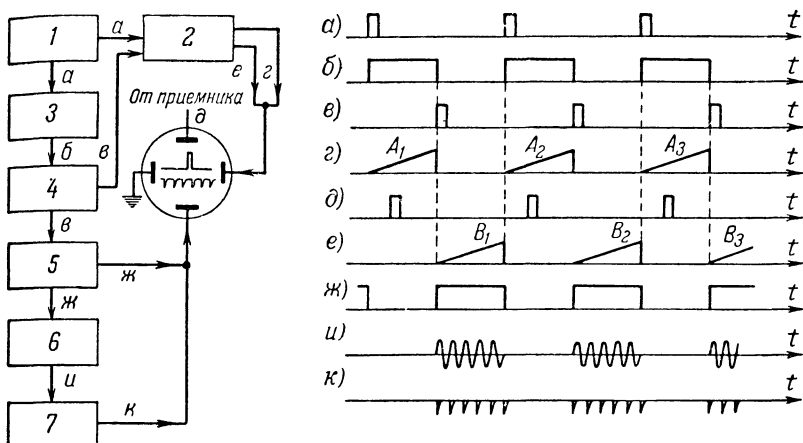 1
а
2
а
е
г
3
От приемника
д
б
в
4
в
5
ж
ж
6
и
7
к
а)
t
б)
t
в)
t
г)
A₁
A₂
A₃
t
д)
t
е)
B₁
B₂
B₃
t
ж)
t
и)
t
к)
t